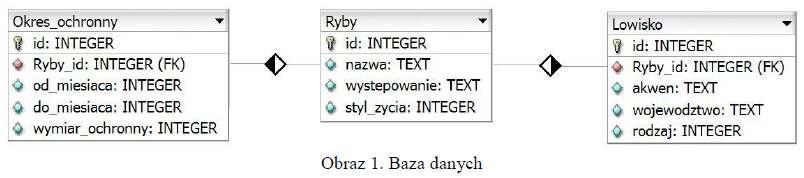 Okres_ochronny
id: INTEGER
Ryby_id: INTEGER (FK)
od_miesiaca: INTEGER
do_miesiaca: INTEGER
wymiar_ochronny: INTEGER
Ryby
id: INTEGER
nazwa: TEXT
wystepowanie: TEXT
styl_zycia: INTEGER
Lowisko
id: INTEGER
Ryby_id: INTEGER (FK)
akwen: TEXT
wojewodztwo: TEXT
rodzaj: INTEGER
Obraz 1. Baza danych